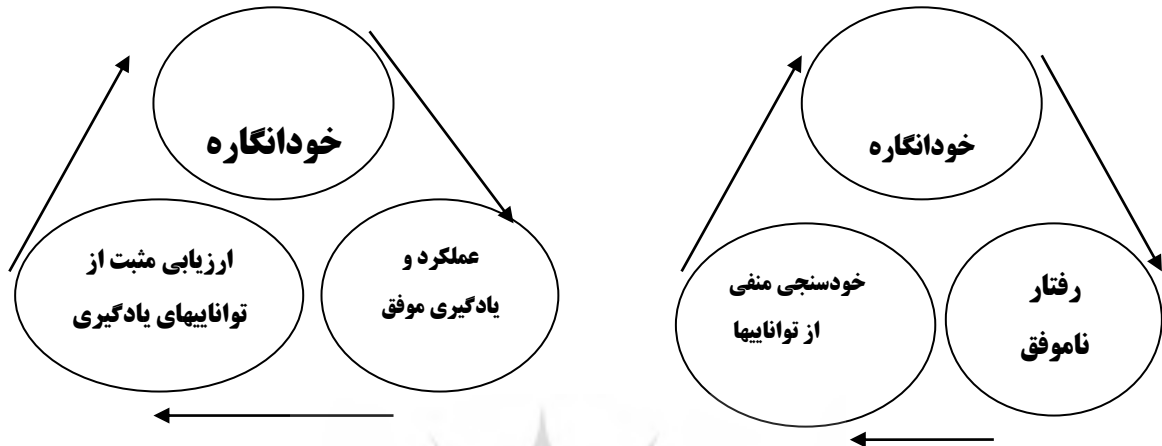 خودانگاره
رفتار
ناموفق
خودسنجی منفی
از تواناییها
خودانگاره
عملکرد و
یادگیری موفق
ارزیابی مثبت از
تواناییهای یادگیری